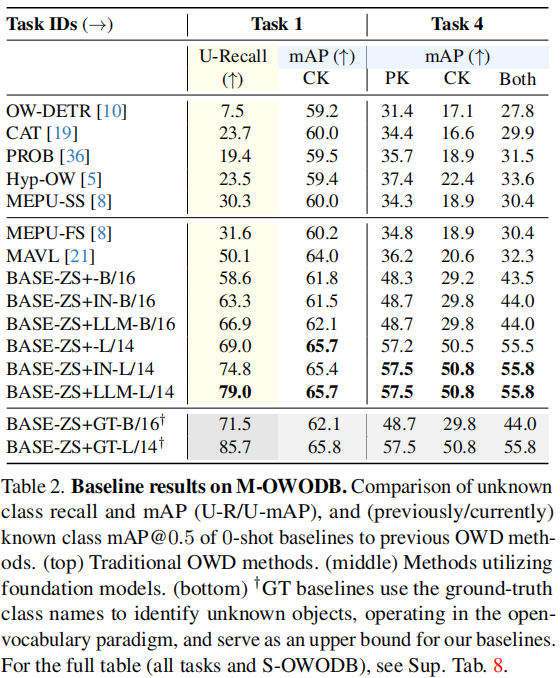 Task IDs (→) Task 1 Task 4
U-Recall mAP (↑) mAP (↑)
(↑) CK PK CK Both
OW-DETR [10] 7.5 59.2 31.4 17.1 27.8
CAT [19] 23.7 60.0 34.4 16.6 29.9
PROB [36] 19.4 59.5 35.7 18.9 31.5
Hyp-OW [5] 23.5 59.4 37.4 22.4 33.6
MEPU-SS [8] 30.3 60.0 34.3 18.9 30.4
MEPU-FS [8] 31.6 60.2 34.8 18.9 30.4
MAVL [21] 50.1 64.0 36.2 20.6 32.3
BASE-ZS+-B/16 58.6 61.8 48.3 29.2 43.5
BASE-ZS+IN-B/16 63.3 61.5 48.7 29.8 44.0
BASE-ZS+LLM-B/16 66.9 62.1 48.7 29.8 44.0
BASE-ZS+-L/14 69.0 65.7 57.2 50.5 55.5
BASE-ZS+IN-L/14 74.8 65.4 57.5 50.8 55.8
BASE-ZS+LLM-L/14 79.0 65.7 57.5 50.8 55.8
BASE-ZS+GT-B/16† 71.5 62.1 48.7 29.8 44.0
BASE-ZS+GT-L/14† 85.7 65.8 57.5 50.8 55.8
Table 2. Baseline results on M-OWODB. Comparison of unknown
class recall and mAP (U-R/U-mAP), and (previously/currently)
known class mAP@0.5 of 0-shot baselines to previous OWD meth-
ods. (top) Traditional OWD methods. (middle) Methods utilizing
foundation models. (bottom) †GT baselines use the ground-truth
class names to identify unknown objects, operating in the open-
vocabulary paradigm, and serve as an upper bound for our baselines.
For the full table (all tasks and S-OWODB), see Sup. Tab. 8.